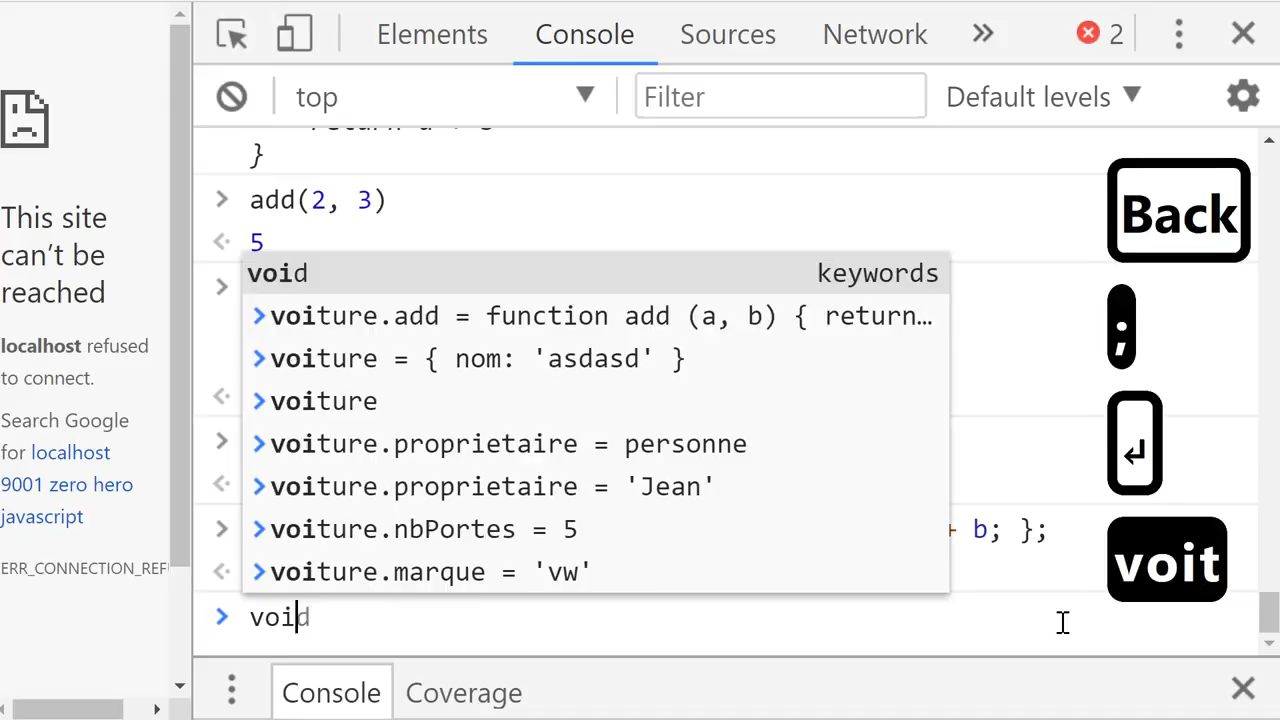 Elements Console Sources Network » 2
top Filter Default levels
}
> add(2, 3)
5
void keywords
>voiture.add = function add (a, b) { return…
>voiture = { nom: 'asdasd' }
>voiture
>voiture.proprietaire = personne
>voiture.proprietaire = 'Jean'
>voiture.nbPortes = 5
+ b; };
>voiture.marque = 'vw'
> void
Console Coverage
This site
can’t be
reached
localhost refused
to connect.
Search Google
for localhost
9001 zero hero
javascript
ERR_CONNECTION_REF
Back
;
↵
voit